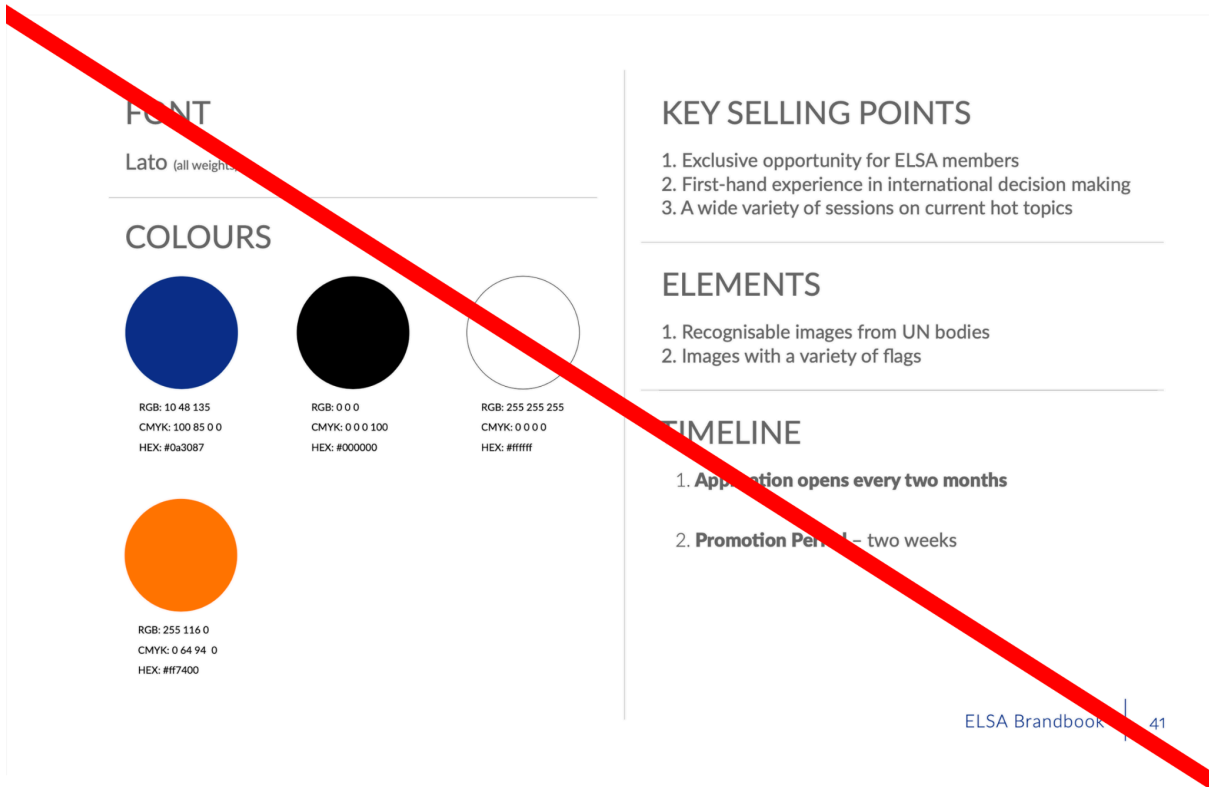 FONT
Lato (all weights)
COLOURS
RGB: 10 48 135
CMYK: 100 85 0 0
HEX: #0a3087
RGB: 0 0 0
CMYK: 0 0 0 100
HEX: #000000
RGB: 255 255 255
CMYK: 0 0 0 0
HEX: #ffffff
RGB: 255 116 0
CMYK: 0 64 94 0
HEX: #ff7400
KEY SELLING POINTS
1. Exclusive opportunity for ELSA members
2. First-hand experience in international decision making
3. A wide variety of sessions on current hot topics
ELEMENTS
1. Recognisable images from UN bodies
2. Images with a variety of flags
TIMELINE
1. Application opens every two months
2. Promotion Period – two weeks
ELSA Brandbook 41